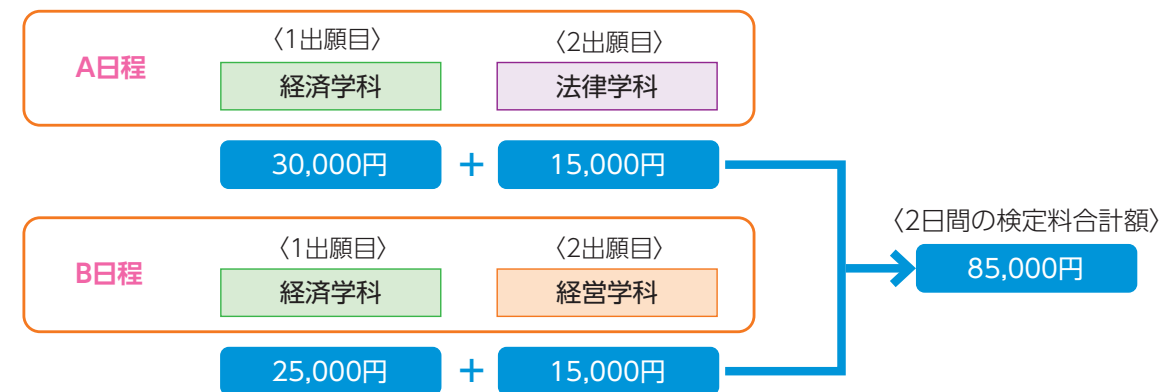 〈1出願目〉 〈2出願目〉
A日程 経済学科 法律学科
30,000円 + 15,000円
〈2日間の検定料合計額〉
85,000円
〈1出願目〉 〈2出願目〉
B日程 経済学科 経営学科
25,000円 + 15,000円